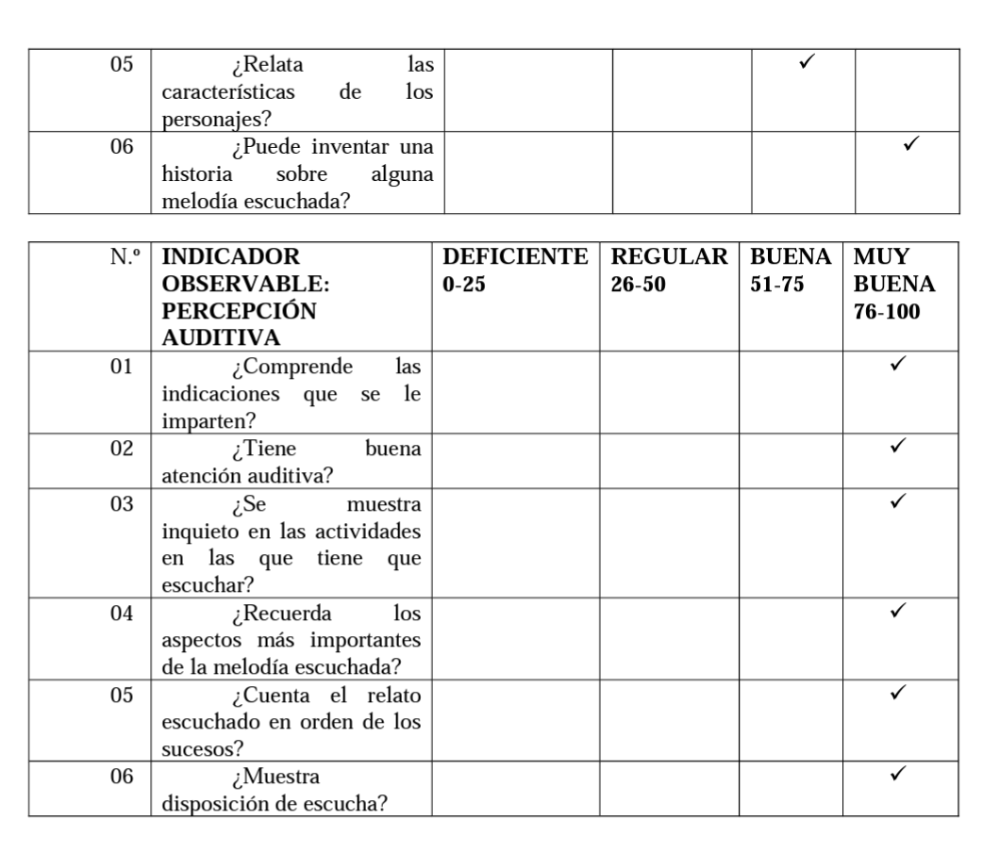 05 ¿Relata las ✓
características de los
personajes?
06 ¿Puede inventar una ✓
historia sobre alguna
melodía escuchada?
N.º INDICADOR DEFICIENTE REGULAR BUENA MUY
OBSERVABLE: 0-25 26-50 51-75 BUENA
PERCEPCIÓN 76-100
AUDITIVA
01 ¿Comprende las ✓
indicaciones que se le
imparten?
02 ¿Tiene buena ✓
atención auditiva?
03 ¿Se muestra ✓
inquieto en las actividades
en las que tiene que
escuchar?
04 ¿Recuerda los ✓
aspectos más importantes
de la melodía escuchada?
05 ¿Cuenta el relato ✓
escuchado en orden de los
sucesos?
06 ¿Muestra ✓
disposición de escucha?